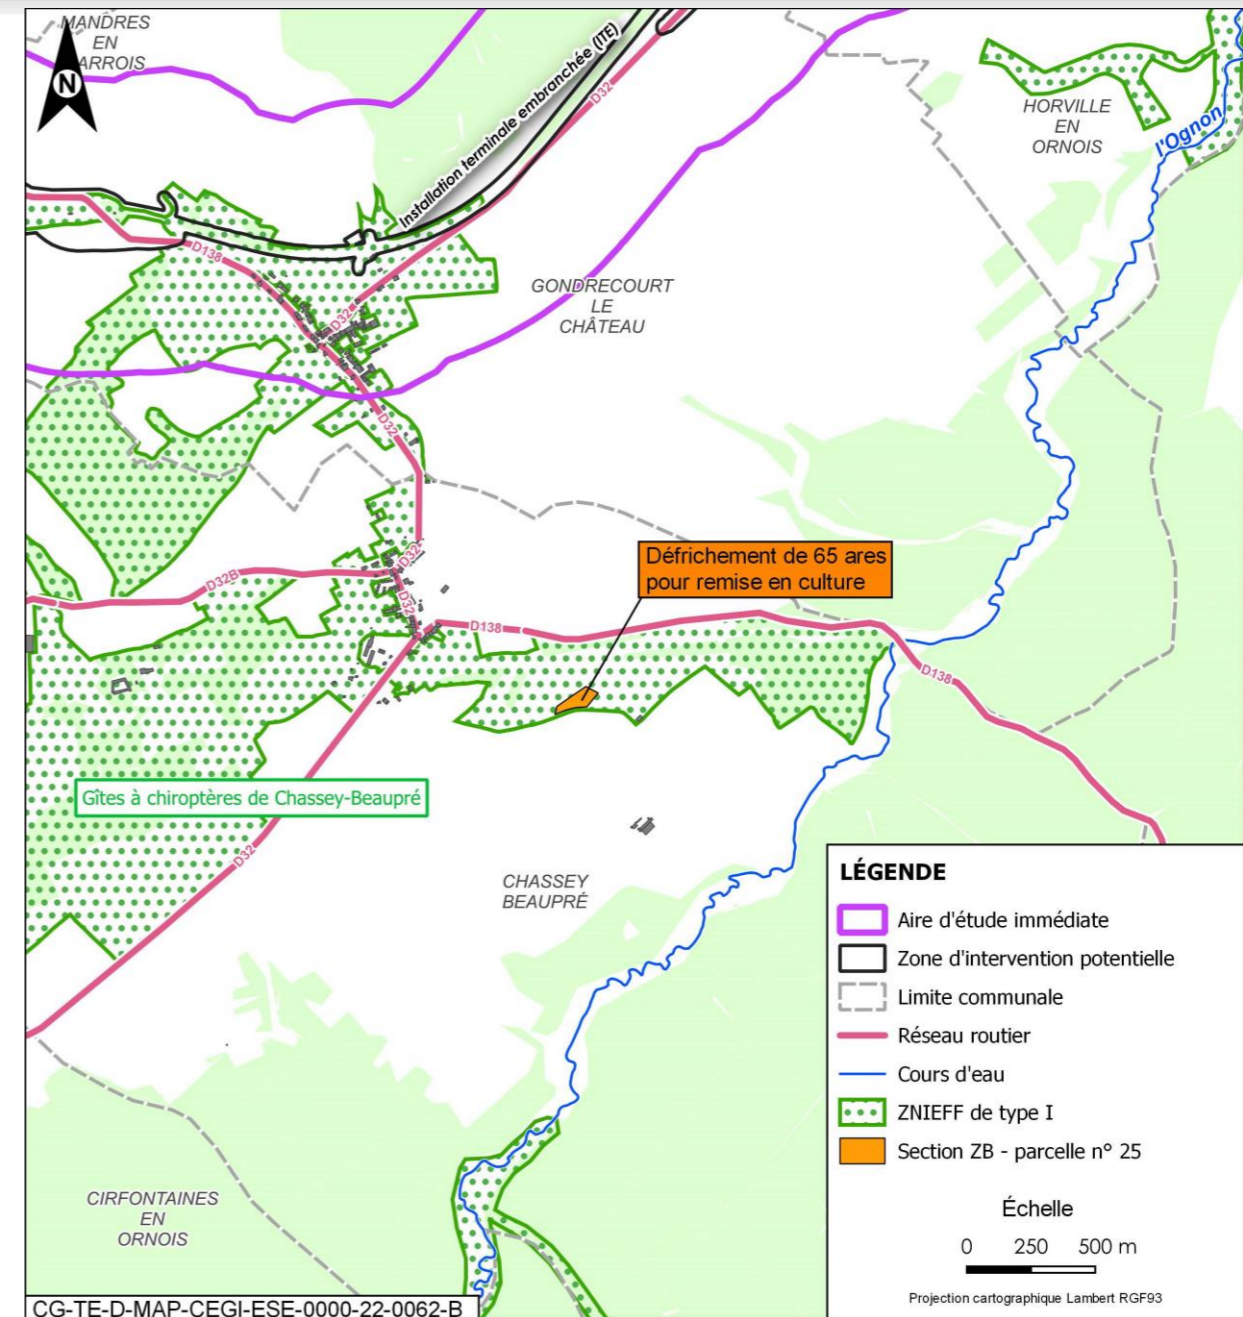 MANDRES
EN
BARROIS
N
Installation terminale embranchée (ITE)
D32
HORVILLE
EN
ORNOIS
l'Ognon
D138
D32
GONDRECOURT
LE
CHÂTEAU
D32
Défrichement de 65 ares
pour remise en culture
D32B
D32
D32
D138
D138
Gîtes à chiroptères de Chassey-Beaupré
D32
CHASSEY
BEAUPRÉ
CIRFONTAINES
EN
ORNOIS
LÉGENDE
Aire d'étude immédiate
Zone d'intervention potentielle
Limite communale
Réseau routier
Cours d'eau
ZNIEFF de type I
Section ZB - parcelle n° 25
Échelle
0 250 500 m
Projection cartographique Lambert RGF93
CG-TE-D-MAP-CEGI-ESE-0000-22-0062-B